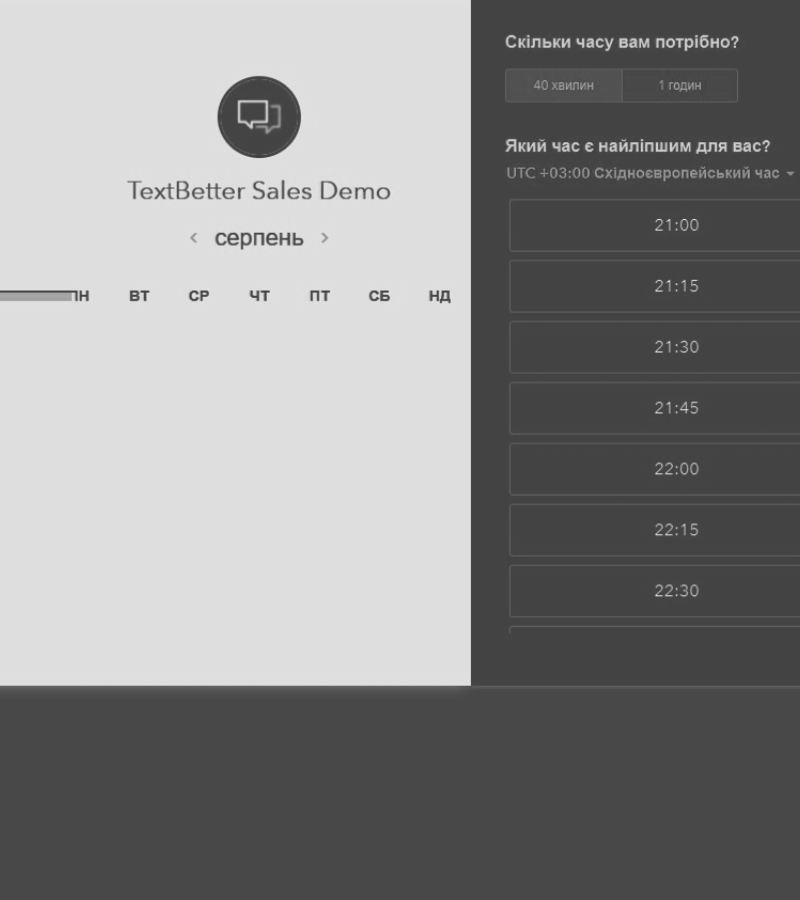 TextBetter Sales Demo
серпень
ПН ВТ СР ЧТ ПТ СБ НД
Скільки часу вам потрібно?
40 хвилин 1 годин
Який час є найліпшим для вас?
UTC +03:00 Східноєвропейський час
21:00
21:15
21:30
21:45
22:00
22:15
22:30